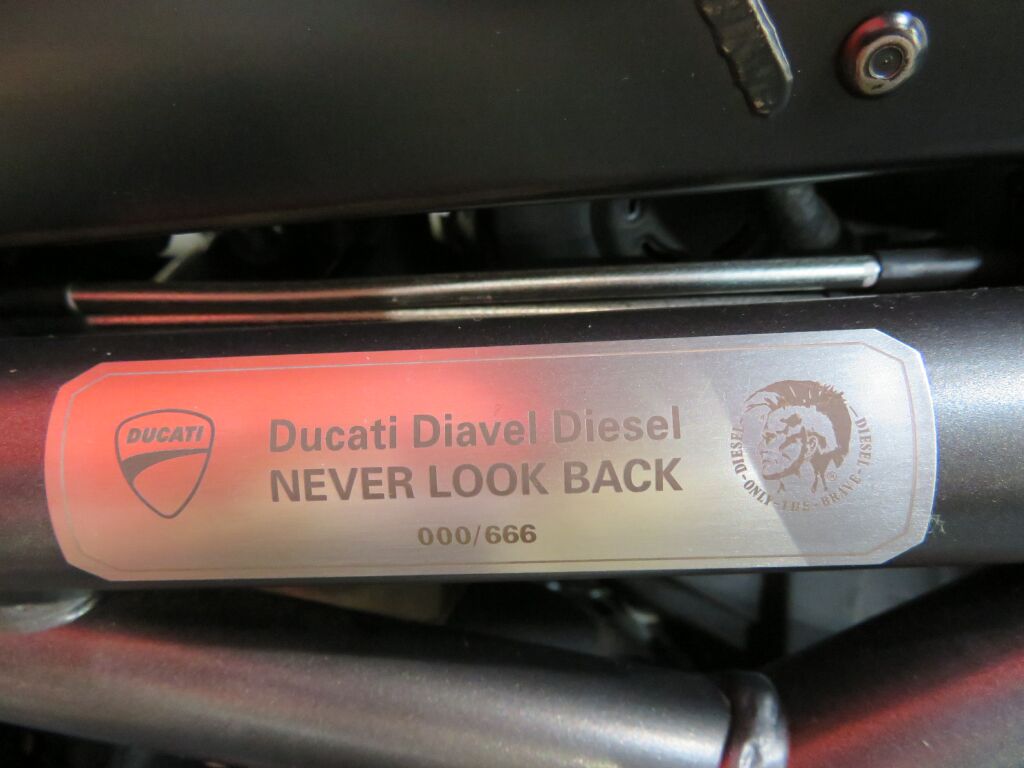 DUCATI
Ducati Diavel Diesel
NEVER LOOK BACK
000/666
DIESEL-ONLY-THE-BRAVE-DIESEL-
®